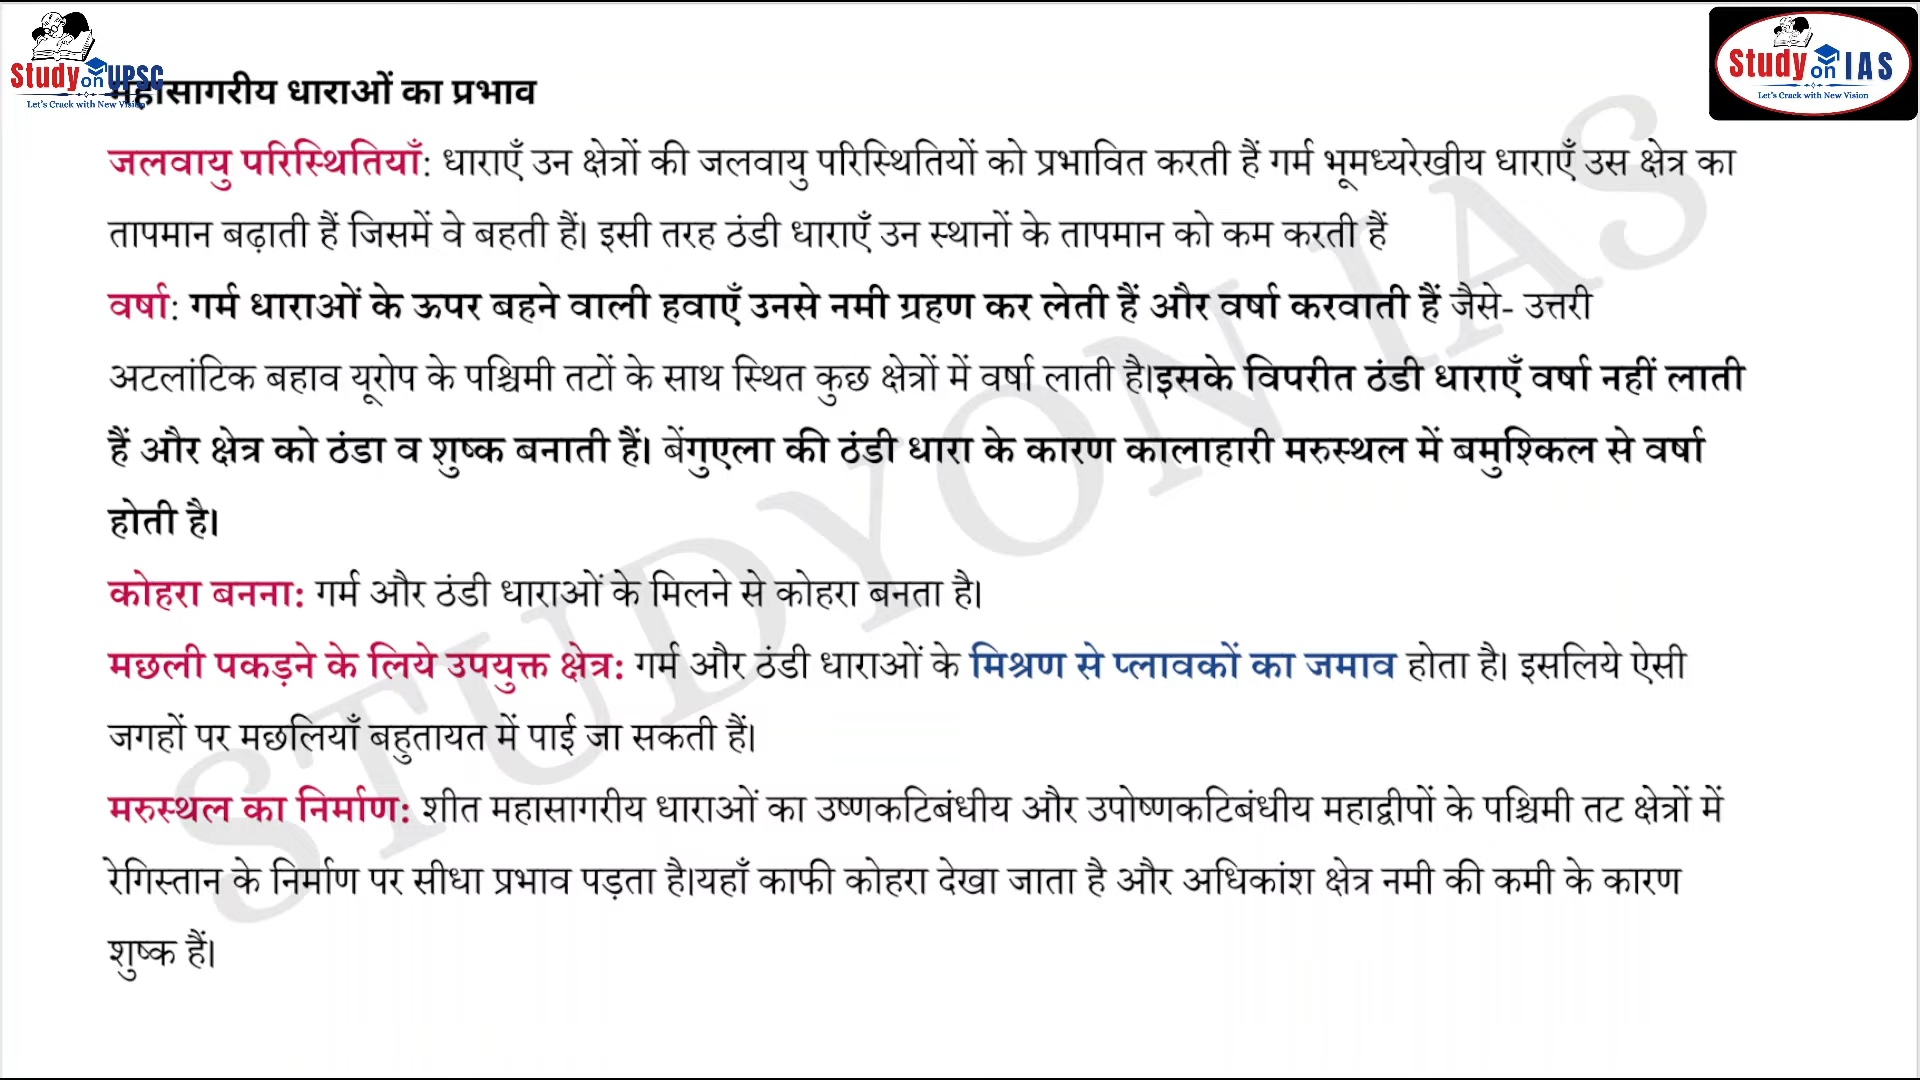 Study on UPSC
Let's Crack with New Vision
Study on IAS
Let's Crack with New Vision
महासागरीय धाराओं का प्रभाव
जलवायु परिस्थितियाँ: धाराएँ उन क्षेत्रों की जलवायु परिस्थितियों को प्रभावित करती हैं गर्म भूमध्यरेखीय धाराएँ उस क्षेत्र का
तापमान बढ़ाती हैं जिसमें वे बहती हैं। इसी तरह ठंडी धाराएँ उन स्थानों के तापमान को कम करती हैं
वर्षा: गर्म धाराओं के ऊपर बहने वाली हवाएँ उनसे नमी ग्रहण कर लेती हैं और वर्षा करवाती हैं जैसे- उत्तरी
अटलांटिक बहाव यूरोप के पश्चिमी तटों के साथ स्थित कुछ क्षेत्रों में वर्षा लाती है।इसके विपरीत ठंडी धाराएँ वर्षा नहीं लाती
हैं और क्षेत्र को ठंडा व शुष्क बनाती हैं। बेंगुएला की ठंडी धारा के कारण कालाहारी मरुस्थल में बमुश्किल से वर्षा
होती है।
कोहरा बनना: गर्म और ठंडी धाराओं के मिलने से कोहरा बनता है।
मछली पकड़ने के लिये उपयुक्त क्षेत्र: गर्म और ठंडी धाराओं के मिश्रण से प्लावकों का जमाव होता है। इसलिये ऐसी
जगहों पर मछलियाँ बहुतायत में पाई जा सकती हैं।
मरुस्थल का निर्माण: शीत महासागरीय धाराओं का उष्णकटिबंधीय और उपोष्णकटिबंधीय महाद्वीपों के पश्चिमी तट क्षेत्रों में
रेगिस्तान के निर्माण पर सीधा प्रभाव पड़ता है।यहाँ काफी कोहरा देखा जाता है और अधिकांश क्षेत्र नमी की कमी के कारण
शुष्क हैं।
STUDYON IAS